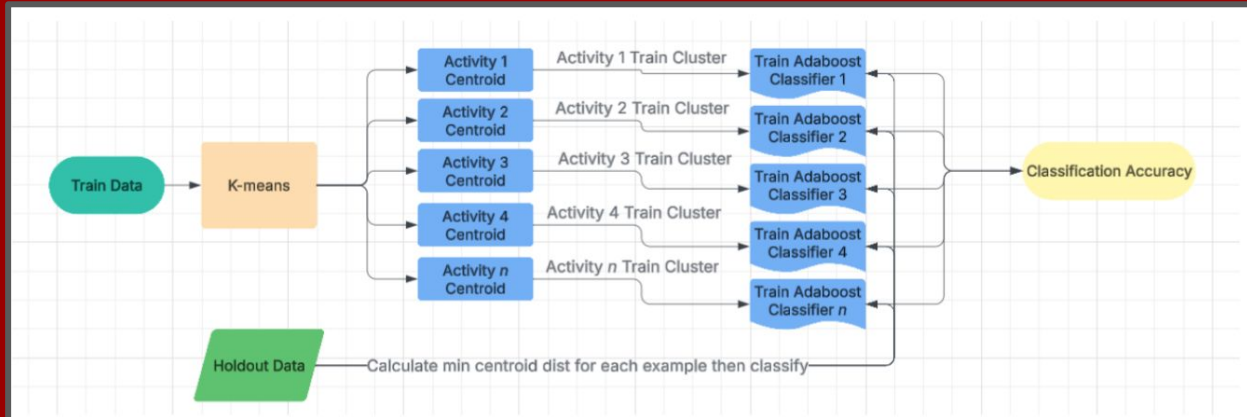 Train Data
K-means
Activity 1
Centroid
Activity 2
Centroid
Activity 3
Centroid
Activity 4
Centroid
Activity n
Centroid
Activity 1 Train Cluster
Activity 2 Train Cluster
Activity 3 Train Cluster
Activity 4 Train Cluster
Activity n Train Cluster
Train Adaboost
Classifier 1
Train Adaboost
Classifier 2
Train Adaboost
Classifier 3
Train Adaboost
Classifier 4
Train Adaboost
Classifier n
Classification Accuracy
Holdout Data
Calculate min centroid dist for each example then classify